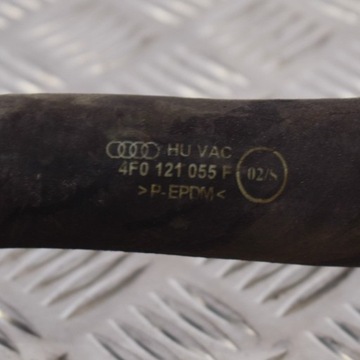 HU VAC
4F0 121 055 F
02/S
>P-EPDM<